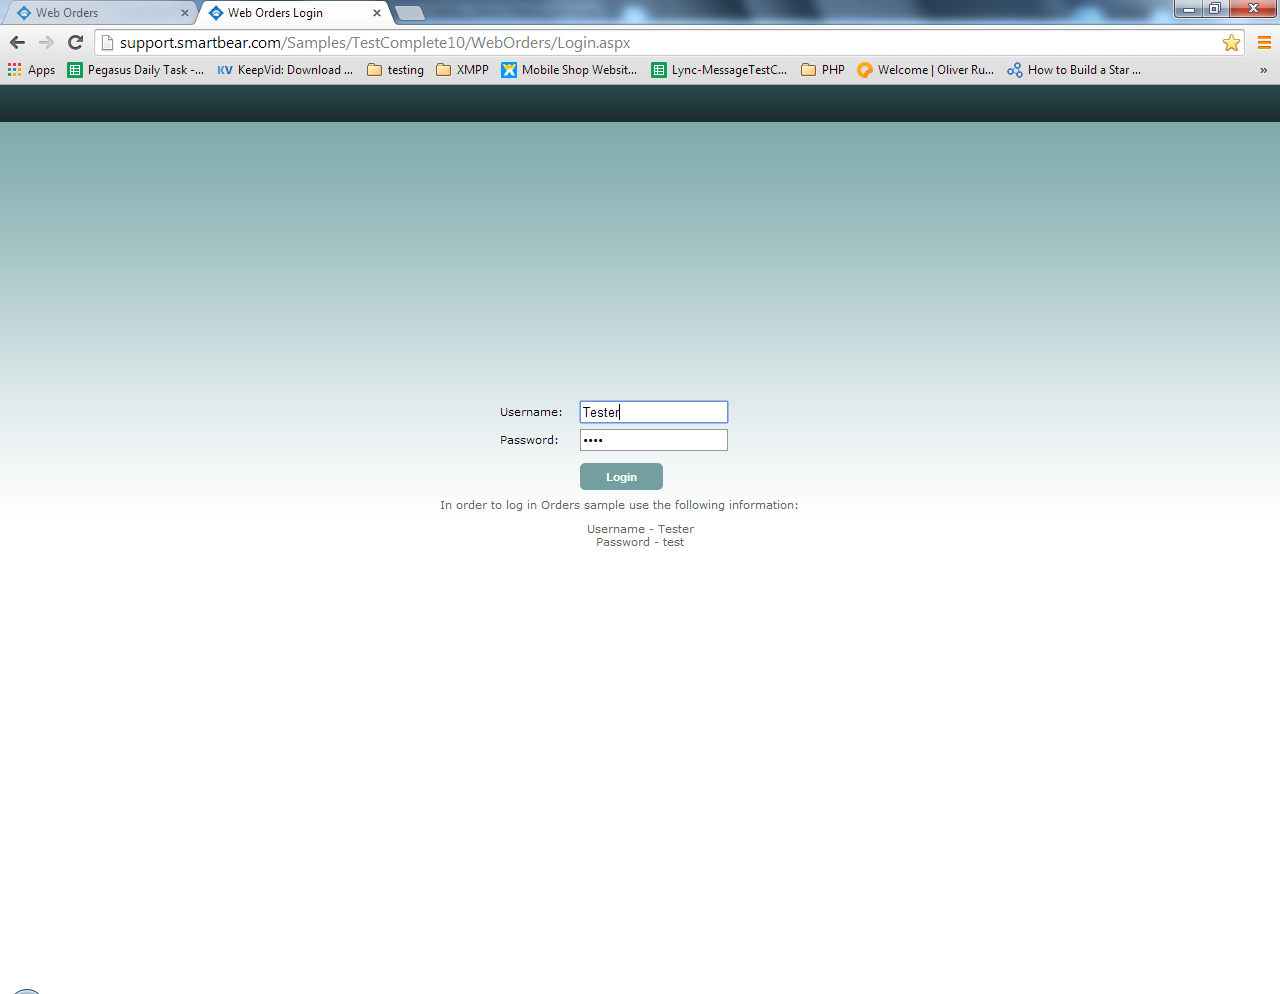 Web Orders
Web Orders Login
support.smartbear.com/Samples/TestComplete10/WebOrders/Login.aspx
Apps Pegasus Daily Task -... KV KeepVid: Download ... testing XMPP Mobile Shop Websit... Lync-MessageTestC... PHP Welcome | Oliver Ru... How to Build a Star ... »
Username: Tester
Password: ••••
Login
In order to log in Orders sample use the following information:
Username - Tester
Password - test